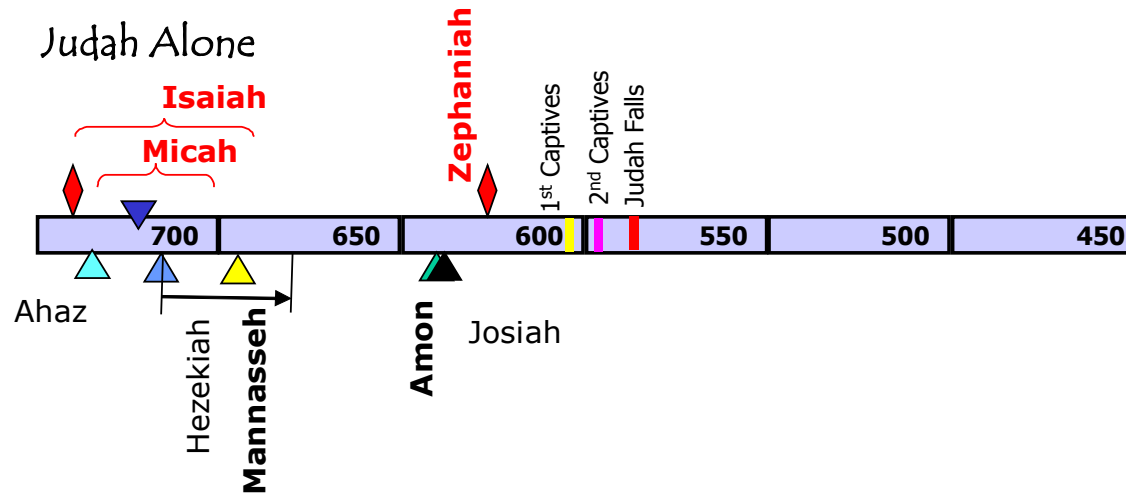 Judah Alone
Isaiah
Micah
Zephaniah
1st Captives
2nd Captives
Judah Falls
700
650
600
550
500
450
Ahaz
Hezekiah
Mannasseh
Amon
Josiah